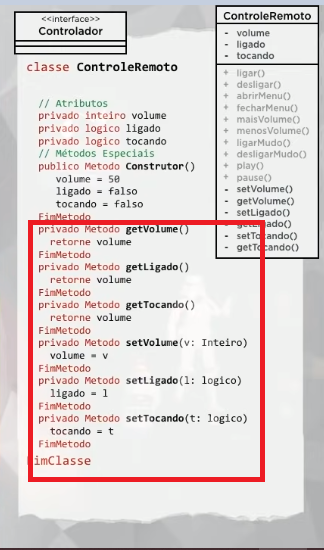 <<interface>>
Controlador
ControleRemoto
- volume
- ligado
- tocando
+ ligar()
+ desligar()
+ abrirMenu()
+ fecharMenu()
+ maisVolume()
+ menosVolume()
+ ligarMudo()
+ desligarMudo()
+ play()
+ pause()
- setVolume()
- getVolume()
- setLigado()
- getLigado()
- setTocando()
- getTocando()
classe ControleRemoto
// Atributos
privado inteiro volume
privado logico ligado
privado logico tocando
// Métodos Especiais
publico Metodo Construtor()
volume = 50
ligado = falso
tocando = falso
FimMetodo
privado Metodo getVolume()
retorne volume
FimMetodo
privado Metodo getLigado()
retorne volume
FimMetodo
privado Metodo getTocando()
retorne volume
FimMetodo
privado Metodo setVolume(v: Inteiro)
volume = v
FimMetodo
privado Metodo setLigado(l: logico)
ligado = l
FimMetodo
privado Metodo setTocando(t: logico)
tocando = t
FimMetodo
FimClasse